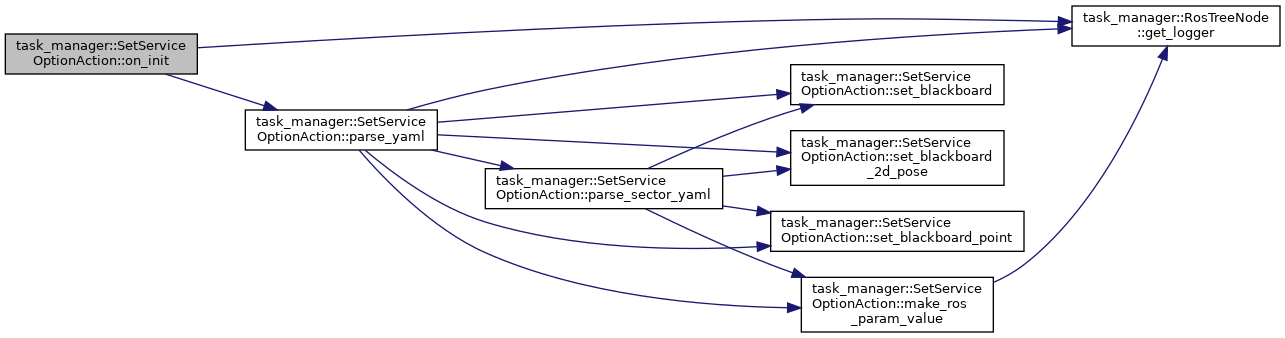 task_manager::SetService
OptionAction::on_init
task_manager::RosTreeNode
::get_logger
task_manager::SetService
OptionAction::parse_yaml
task_manager::SetService
OptionAction::set_blackboard
task_manager::SetService
OptionAction::set_blackboard
_2d_pose
task_manager::SetService
OptionAction::parse_sector_yaml
task_manager::SetService
OptionAction::set_blackboard_point
task_manager::SetService
OptionAction::make_ros
_param_value